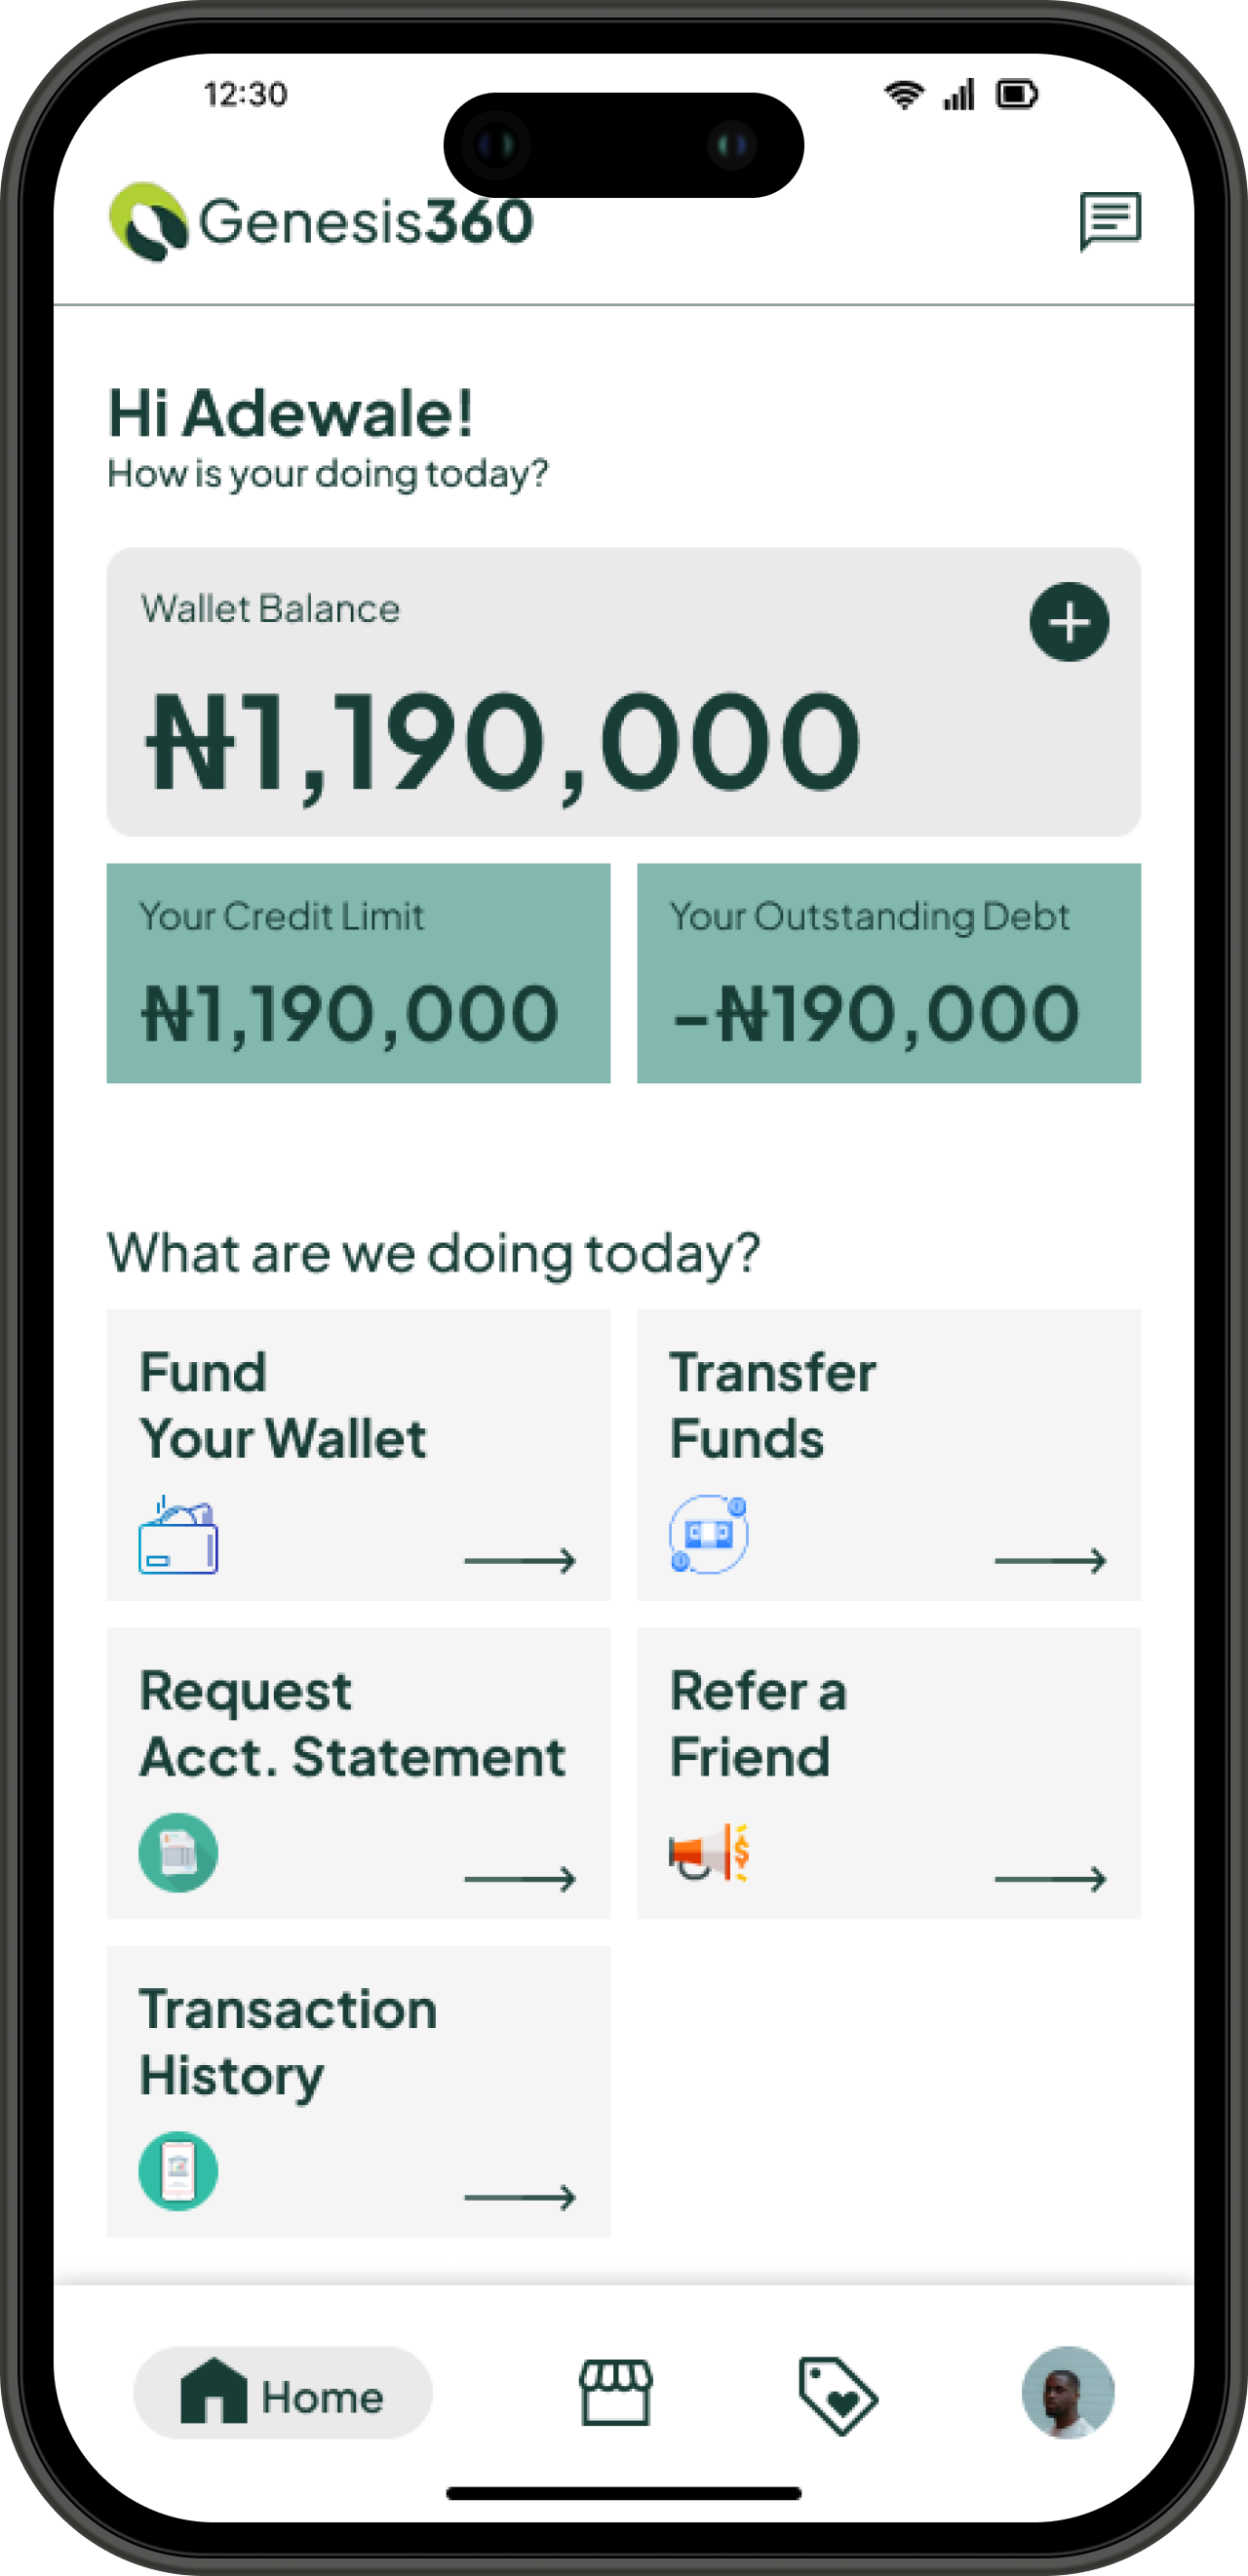 12:30
Genesis360
Hi Adewale!
How is your doing today?
Wallet Balance
₦1,190,000
Your Credit Limit
₦1,190,000
Your Outstanding Debt
-₦190,000
What are we doing today?
Fund
Your Wallet
Transfer
Funds
Request
Acct. Statement
Refer a
Friend
Transaction
History
Home